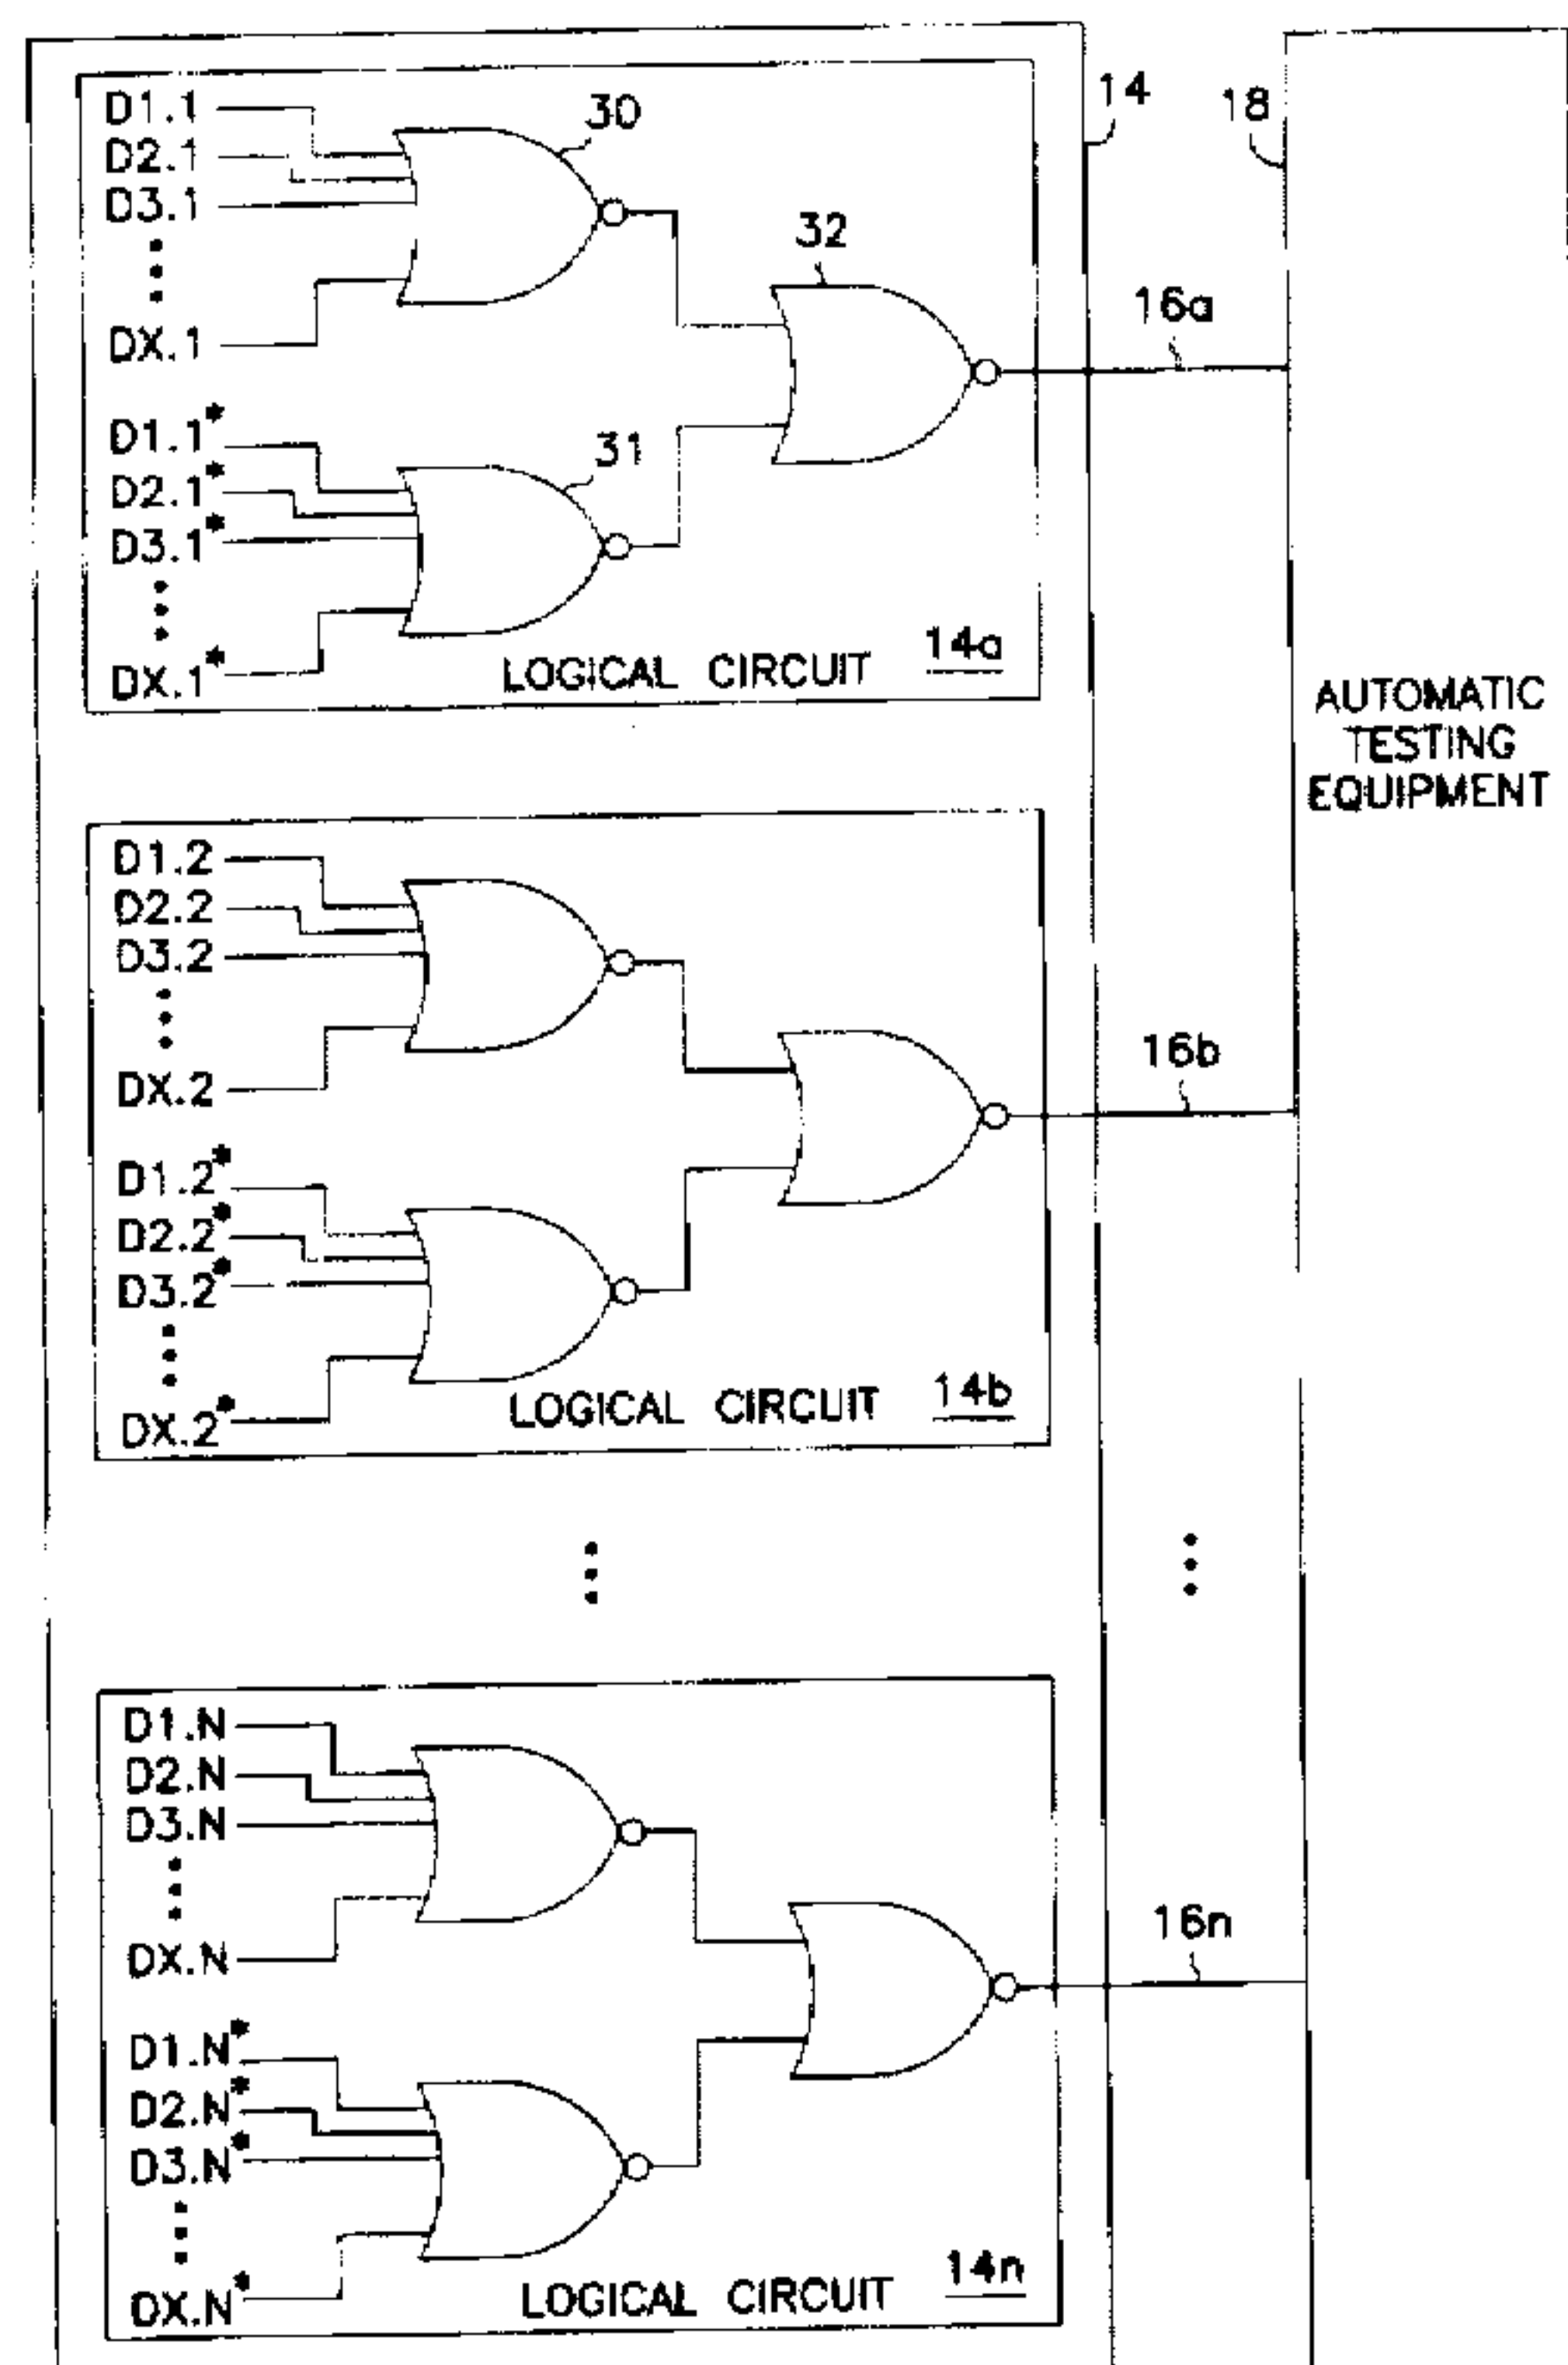 14
18
D1.1
30
D2.1
D3.1
32
16a
DX.1
D1.1*
31
D2.1*
D3.1*
DX.1*
LOGICAL CIRCUIT 14a
AUTOMATIC
TESTING
EQUIPMENT
D1.2
D2.2
D3.2
16b
DX.2
D1.2*
D2.2*
D3.2*
DX.2*
LOGICAL CIRCUIT 14b
D1.N
D2.N
D3.N
16n
DX.N
D1.N*
D2.N*
D3.N*
DX.N*
LOGICAL CIRCUIT 14n